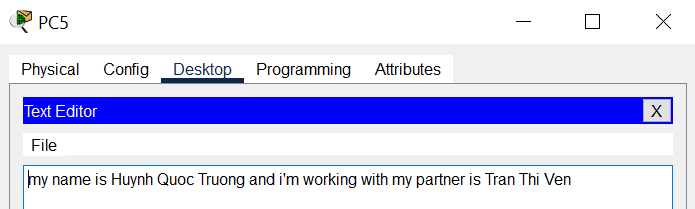 PC5
Physical Config Desktop Programming Attributes
Text Editor X
File
my name is Huynh Quoc Truong and i'm working with my partner is Tran Thi Ven